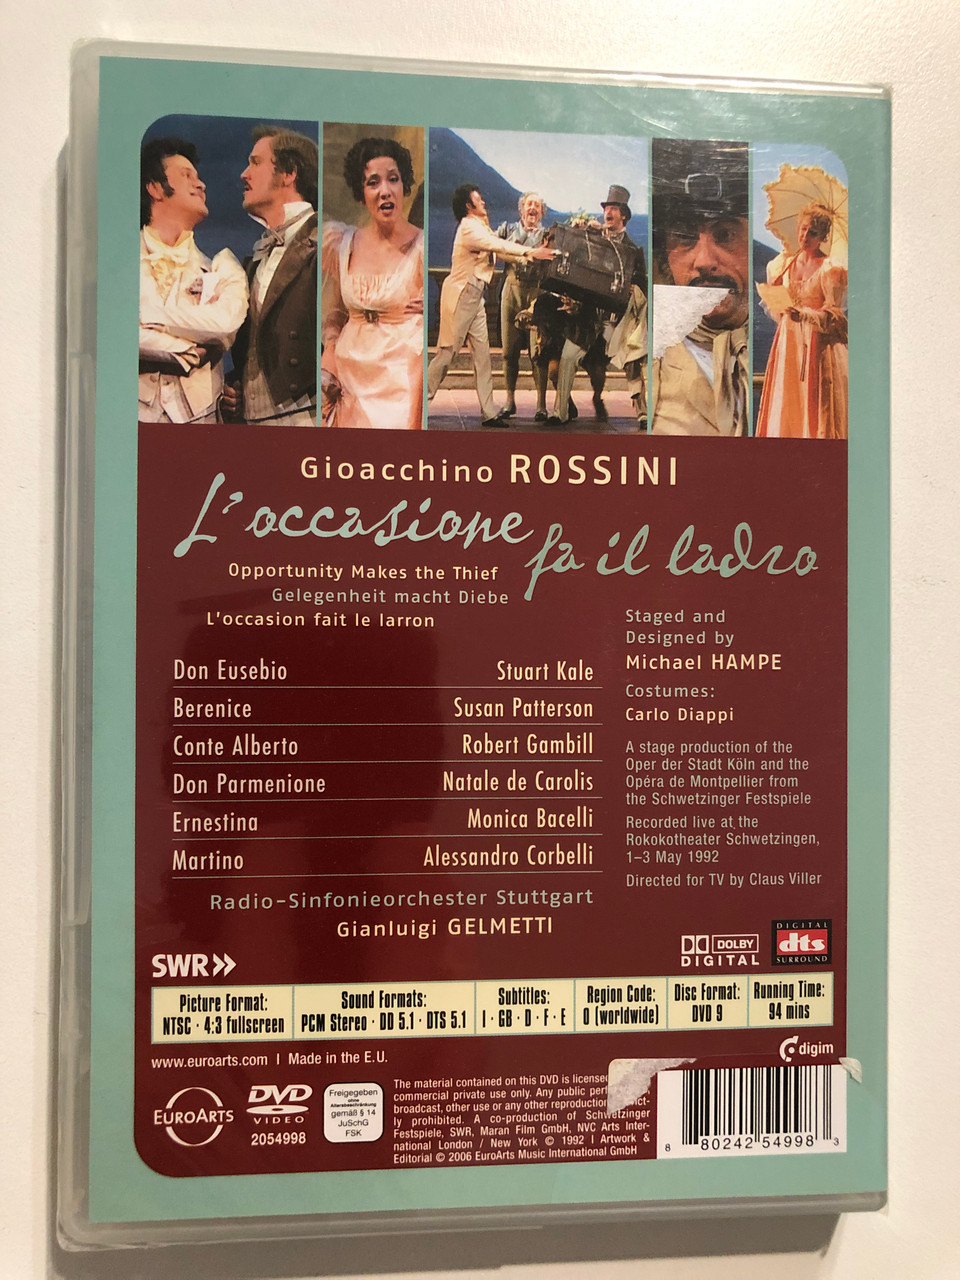 Gioacchino ROSSINI
L'occasione fa il ladro
Opportunity Makes the Thief
Gelegenheit macht Diebe
L'occasion fait le larron
Don Eusebio Stuart Kale
Berenice Susan Patterson
Conte Alberto Robert Gambill
Don Parmenione Natale de Carolis
Ernestina Monica Bacelli
Martino Alessandro Corbelli
Radio-Sinfonieorchester Stuttgart
Gianluigi GELMETTI
Staged and
Designed by
Michael HAMPE
Costumes:
Carlo Diappi
A stage production of the
Oper der Stadt Köln and the
Opéra de Montpellier from
the Schwetzinger Festspiele
Recorded live at the
Rokokotheater Schwetzingen,
1–3 May 1992
Directed for TV by Claus Viller
SWR
DOLBY
DIGITAL
DIGITAL
dts
SURROUND
Picture Format:
NTSC · 4:3 fullscreen
Sound Formats:
PCM Stereo · DD 5.1 · DTS 5.1
Subtitles:
I · GB · D · F · E
Region Code:
0 (worldwide)
Disc Format:
DVD 9
Running Time:
94 mins
www.euroarts.com I Made in the E.U.
digim
EUROARTS
DVD
VIDEO
2054998
Freigegeben
ohne
Altersbeschränkung
gemäß § 14
JuSchG
FSK
The material contained on this DVD is license
commercial private use only. Any public per
broadcast, other use or any other reproduction ict-
ly prohibited. A co-production of Schwetzinger
Festspiele, SWR, Maran Film GmbH, NVC Arts Inter-
national London / New York © 1992 I Artwork &
Editorial © 2006 EuroArts Music International GmbH
8 80242 54998 3